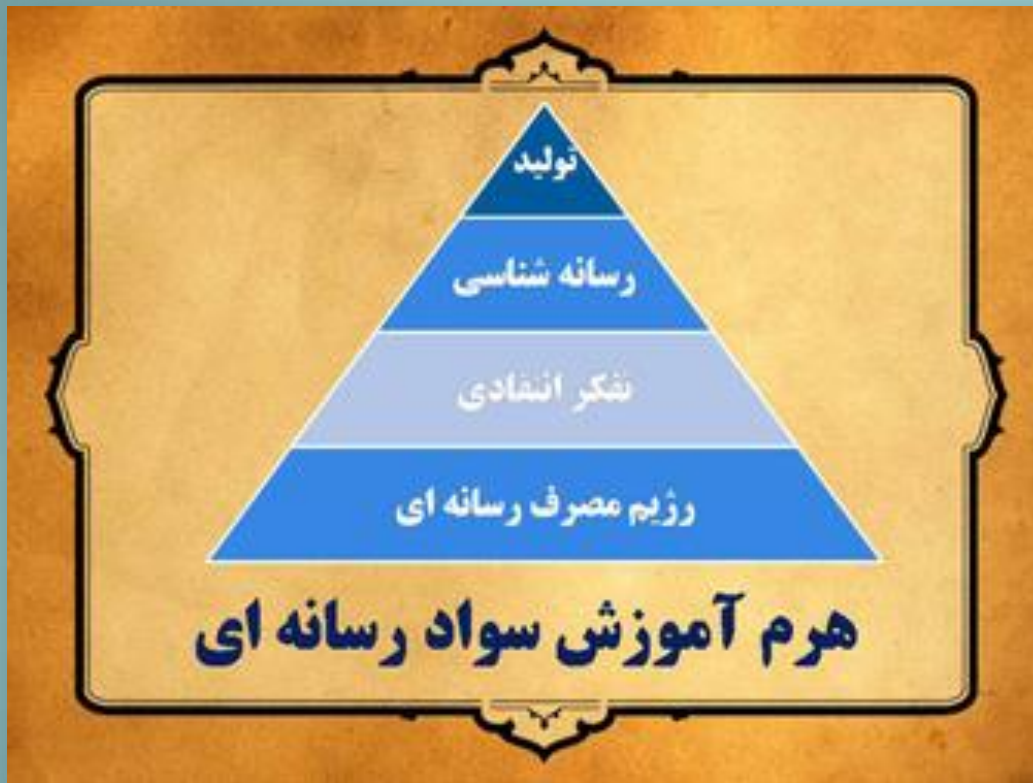 تولید
رسانه شناسی
تفکر انتقادی
رژیم مصرف رسانه ای
هرم آموزش سواد رسانه ای